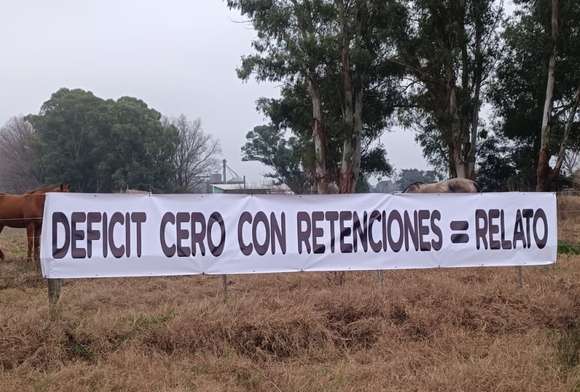 DEFICIT CERO CON RETENCIONES = RELATO